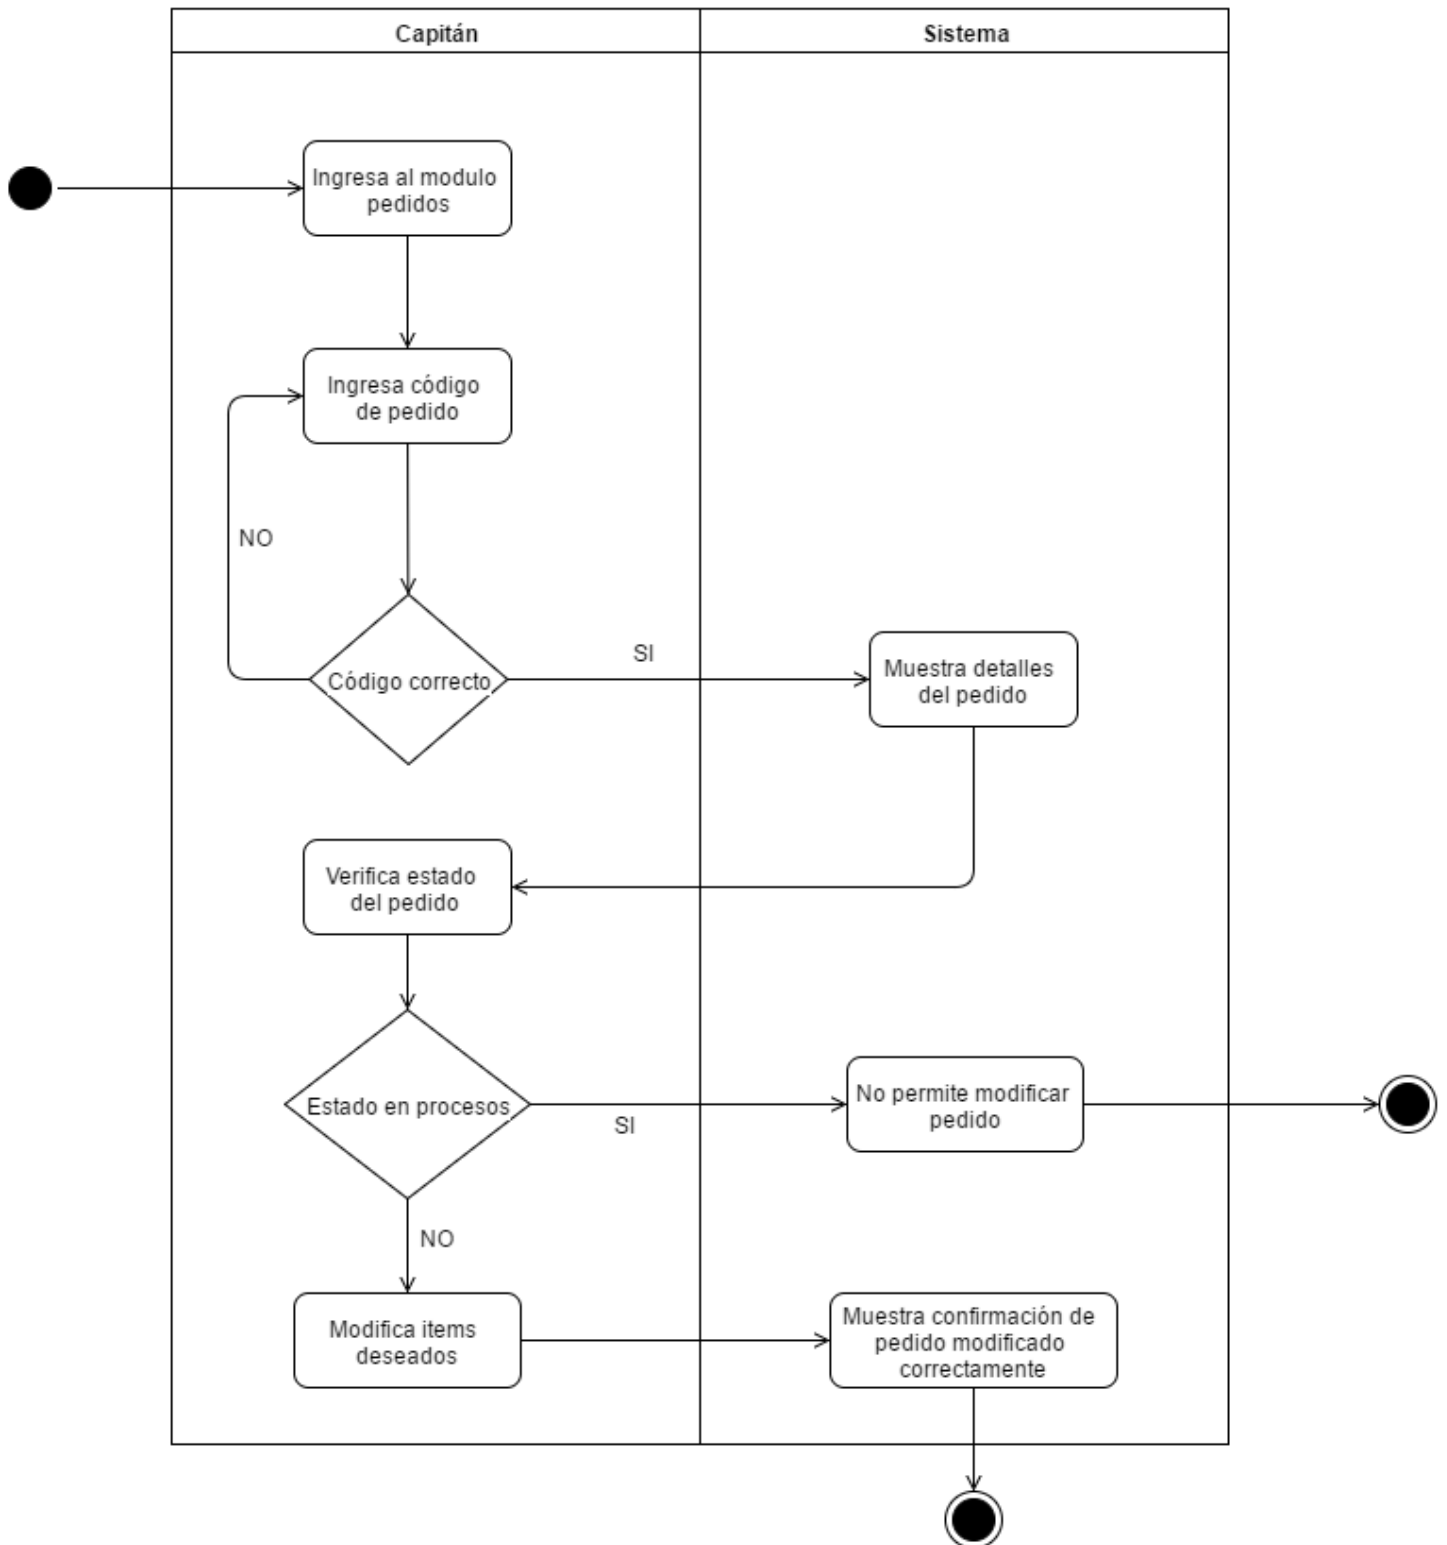 Capitán
Sistema
Ingresa al modulo
pedidos
Ingresa código
de pedido
NO
Código correcto
SI
Muestra detalles
del pedido
Verifica estado
del pedido
Estado en procesos
SI
No permite modificar
pedido
NO
Modifica items
deseados
Muestra confirmación de
pedido modificado
correctamente